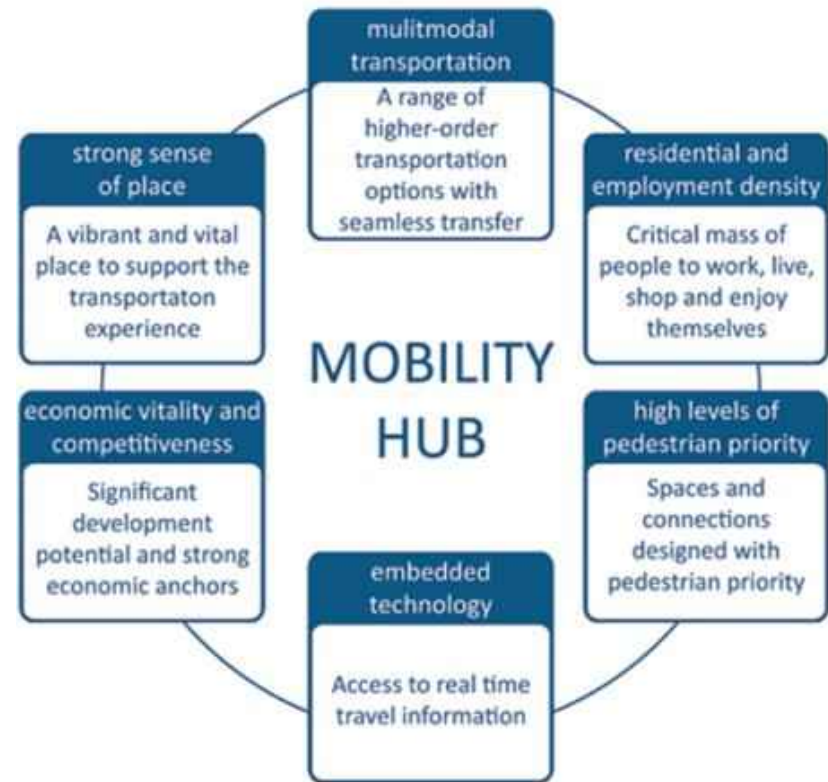 mulitmodal
transportation
A range of
higher-order
transportation
options with
seamless transfer
residential and
employment density
Critical mass of
people to work, live,
shop and enjoy
themselves
high levels of
pedestrian priority
Spaces and
connections
designed with
pedestrian priority
embedded
technology
Access to real time
travel information
economic vitality and
competitiveness
Significant
development
potential and strong
economic anchors
strong sense
of place
A vibrant and vital
place to support the
transportaton
experience
MOBILITY
HUB